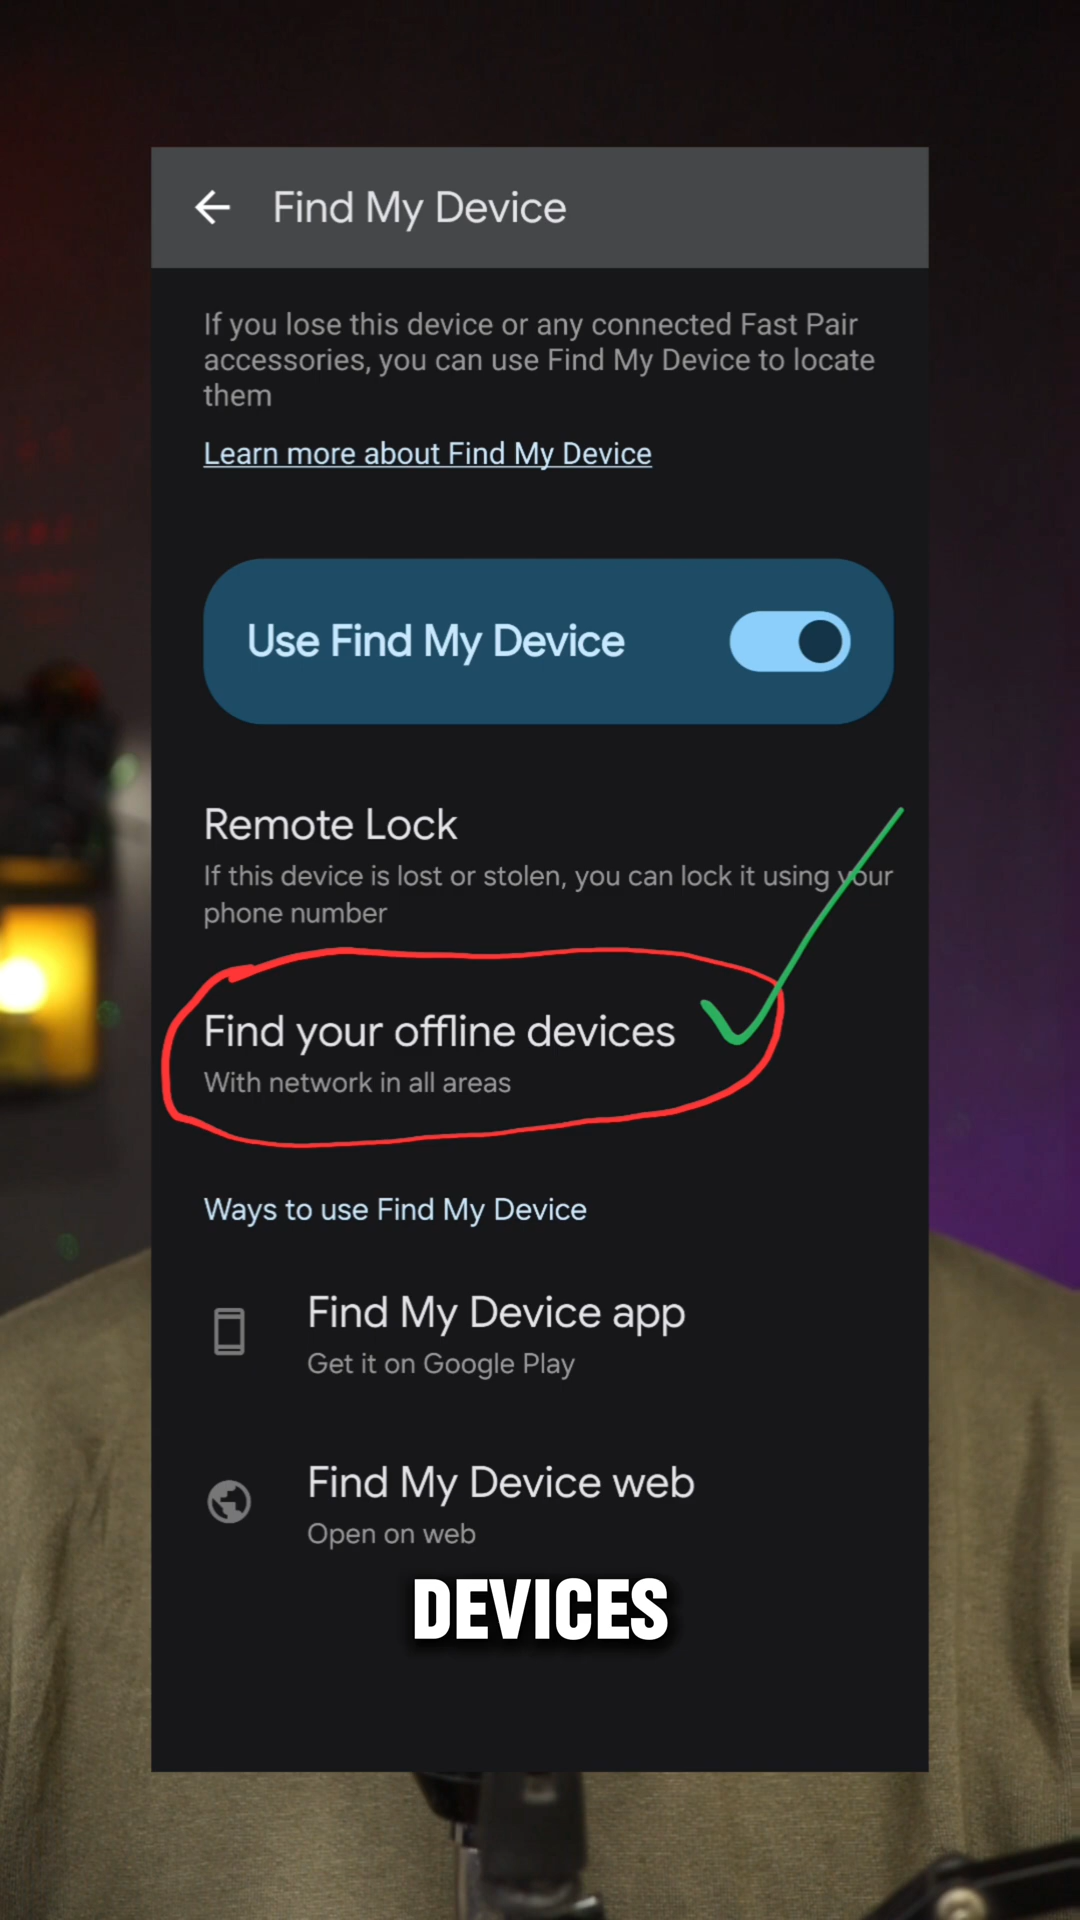 Find My Device
If you lose this device or any connected Fast Pair
accessories, you can use Find My Device to locate
them
Learn more about Find My Device
Use Find My Device
Remote Lock
If this device is lost or stolen, you can lock it using your
phone number
Find your offline devices
With network in all areas
Ways to use Find My Device
Find My Device app
Get it on Google Play
Find My Device web
Open on web
DEVICES